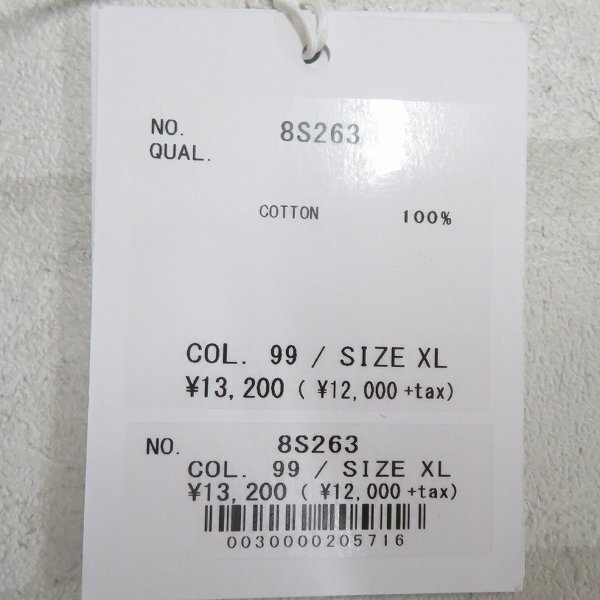 NO. 8S263
QUAL.
COTTON 100%
COL. 99 / SIZE XL
¥13,200 ( ¥12,000 +tax)
NO. 8S263
COL. 99 / SIZE XL
¥13,200 ( ¥12,000 +tax)
0030000205716